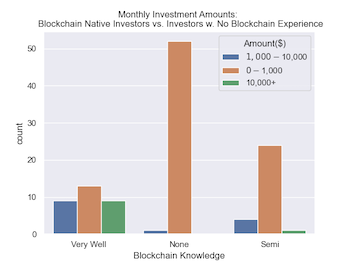 Monthly Investment Amounts:
Blockchain Native Investors vs. Investors w. No Blockchain Experience
count
50
40
30
20
10
0
Amount($)
1, 000 − 10,000
0 − 1,000
10,000+
Very Well
None
Semi
Blockchain Knowledge